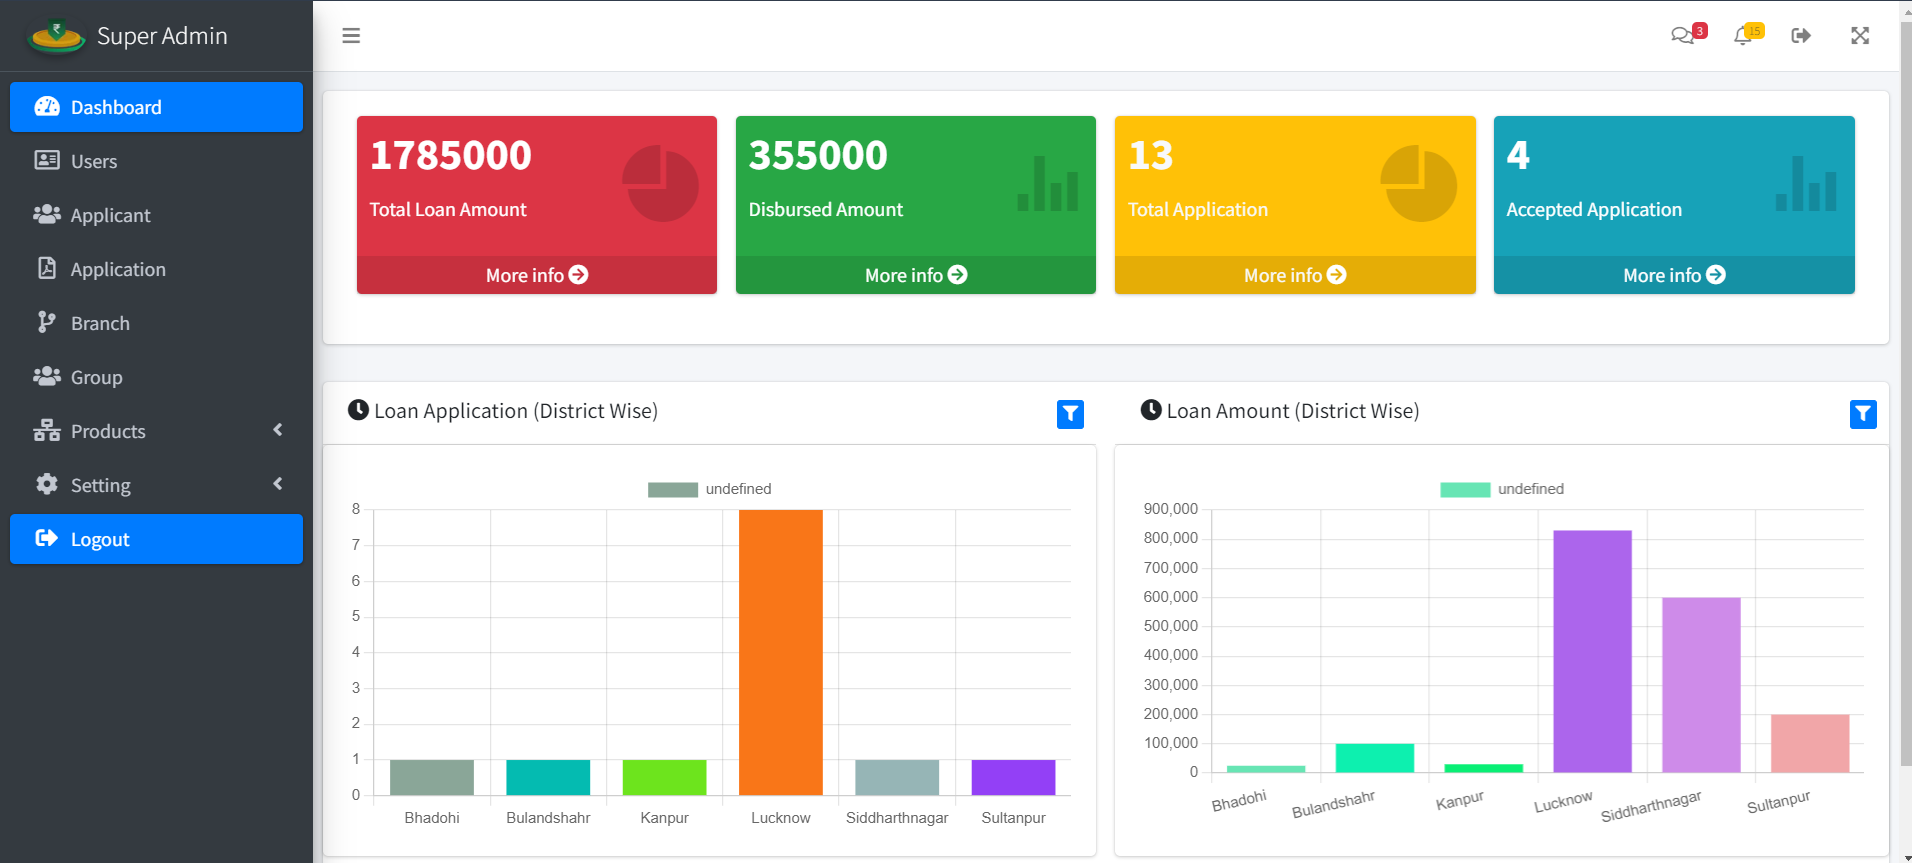 Super Admin
3
15
Dashboard
Users
Applicant
Application
Branch
Group
Products
Setting
Logout
1785000
Total Loan Amount
More info
355000
Disbursed Amount
More info
13
Total Application
More info
4
Accepted Application
More info
Loan Application (District Wise)
undefined
8
7
6
5
4
3
2
1
0
Bhadohi Bulandshahr Kanpur Lucknow Siddharthnagar Sultanpur
Loan Amount (District Wise)
undefined
900,000
800,000
700,000
600,000
500,000
400,000
300,000
200,000
100,000
0
Bhadohi Bulandshahr Kanpur Lucknow Siddharthnagar Sultanpur